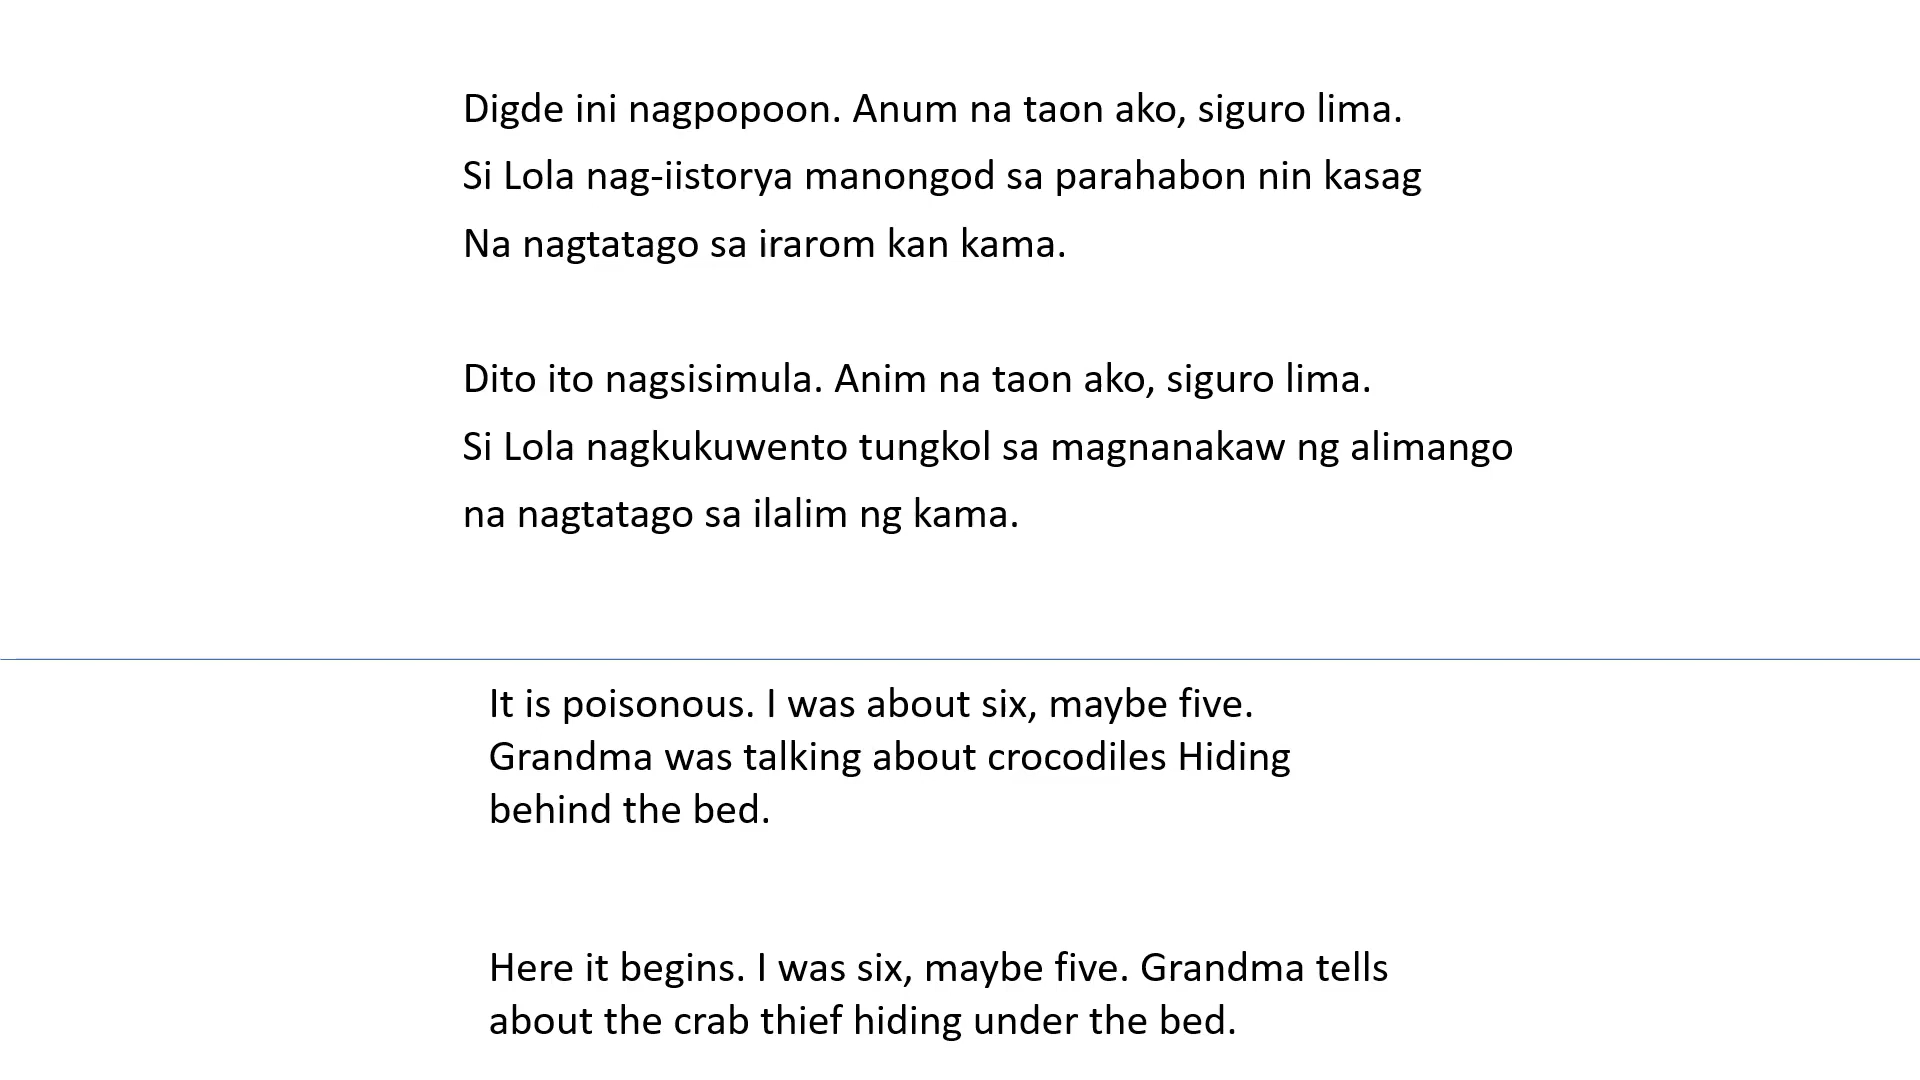 Digde ini nagpopoon. Anum na taon ako, siguro lima.
Si Lola nag-iistorya manongod sa parahabon nin kasag
Na nagtatago sa irarom kan kama.
Dito ito nagsisimula. Anim na taon ako, siguro lima.
Si Lola nagkukuwento tungkol sa magnanakaw ng alimango
na nagtatago sa ilalim ng kama.
It is poisonous. I was about six, maybe five.
Grandma was talking about crocodiles Hiding
behind the bed.
Here it begins. I was six, maybe five. Grandma tells
about the crab thief hiding under the bed.